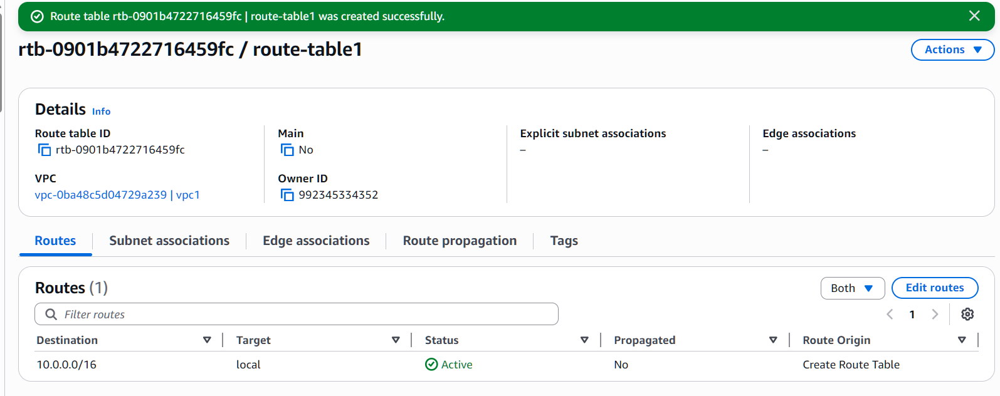 Route table rtb-0901b4722716459fc | route-table1 was created successfully.
rtb-0901b4722716459fc / route-table1
Actions
Details Info
Route table ID
rtb-0901b4722716459fc
Main
No
Explicit subnet associations
–
Edge associations
–
VPC
vpc-0ba48c5d04729a239 | vpc1
Owner ID
992345334352
Routes Subnet associations Edge associations Route propagation Tags
Routes (1)
Both Edit routes
Filter routes
1
Destination Target Status Propagated Route Origin
10.0.0.0/16 local Active No Create Route Table